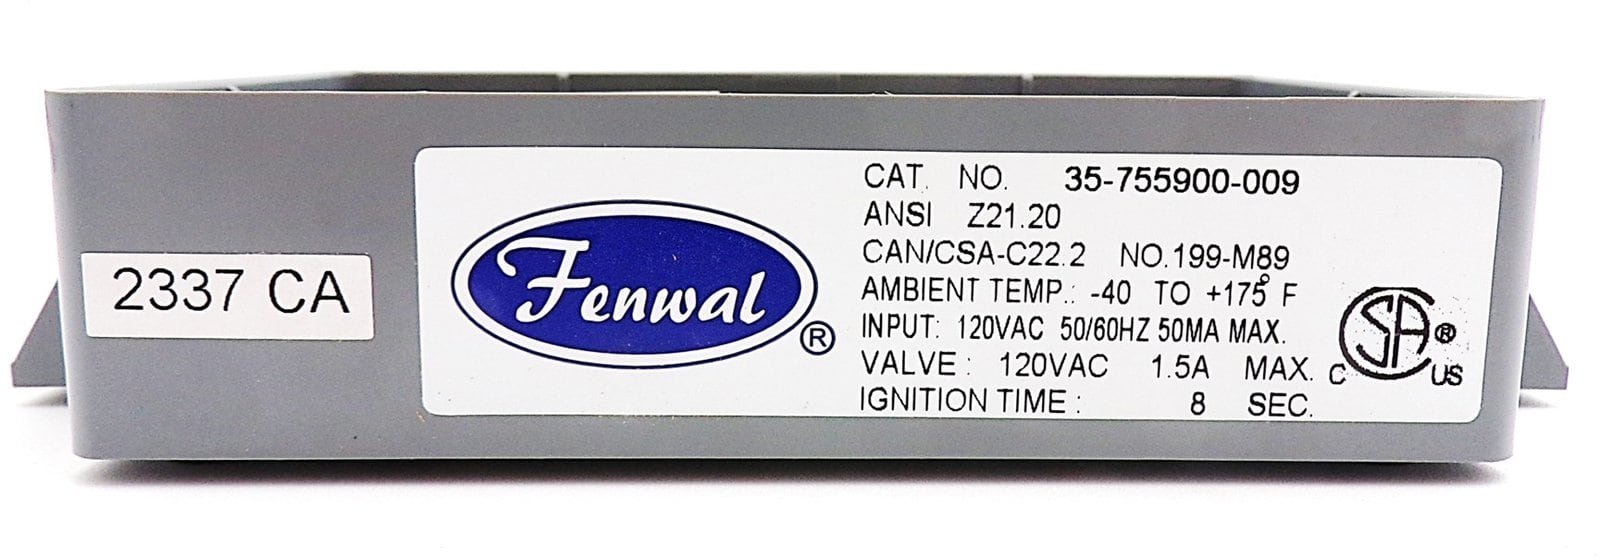 2337 CA
Fenwal®
CAT. NO. 35-755900-009
ANSI Z21.20
CAN/CSA-C22.2 NO.199-M89
AMBIENT TEMP.: -40 TO +175° F
INPUT: 120VAC 50/60HZ 50MA MAX.
VALVE: 120VAC 1.5A MAX.
IGNITION TIME: 8 SEC.
CSA®
C US